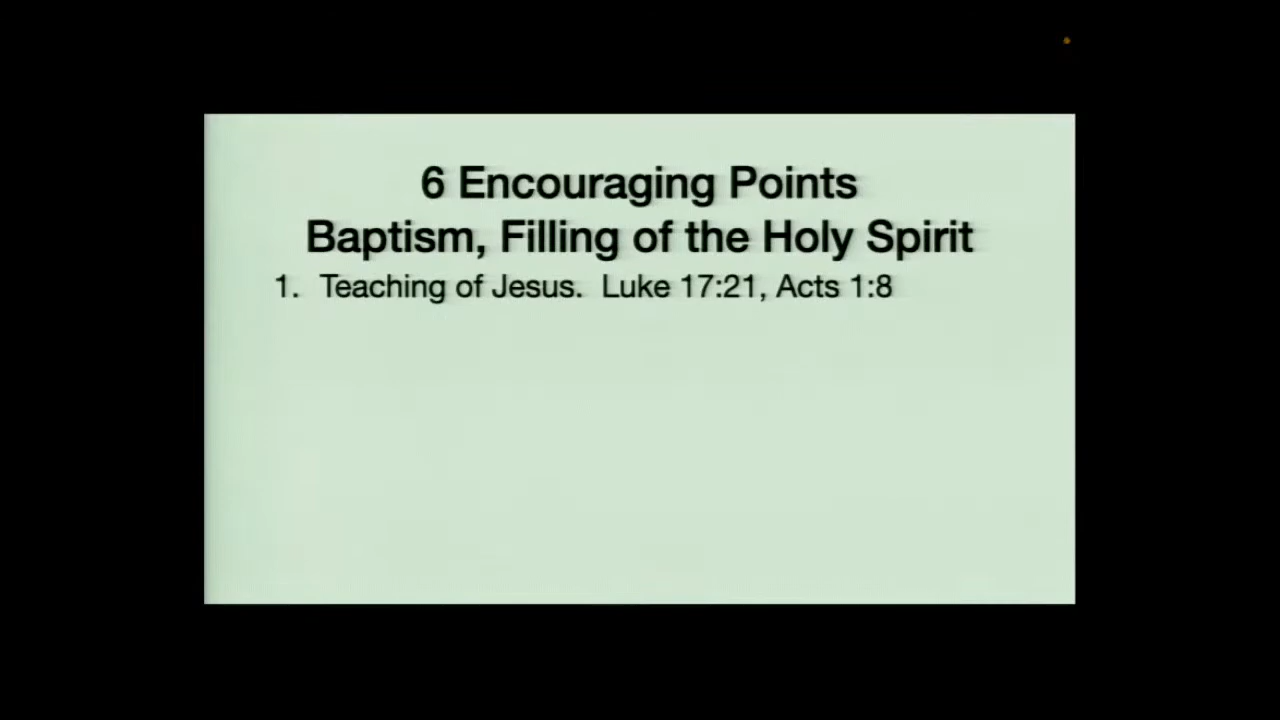 6 Encouraging Points
Baptism, Filling of the Holy Spirit
1. Teaching of Jesus. Luke 17:21, Acts 1:8